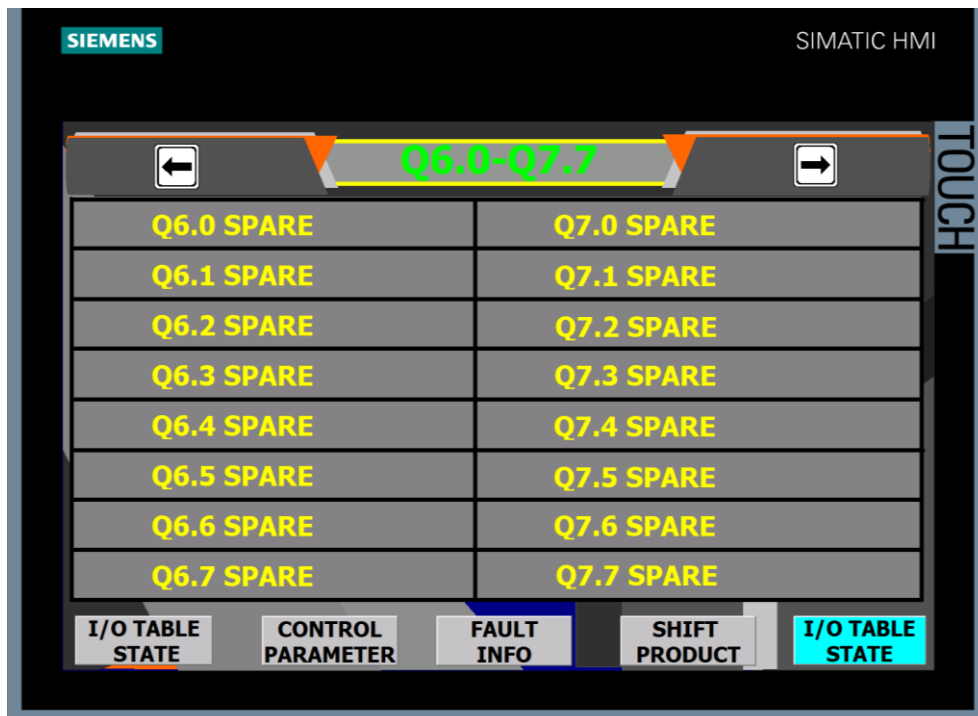 SIEMENS
SIMATIC HMI
TOUCH
Q6.0-Q7.7
Q6.0 SPARE
Q7.0 SPARE
Q6.1 SPARE
Q7.1 SPARE
Q6.2 SPARE
Q7.2 SPARE
Q6.3 SPARE
Q7.3 SPARE
Q6.4 SPARE
Q7.4 SPARE
Q6.5 SPARE
Q7.5 SPARE
Q6.6 SPARE
Q7.6 SPARE
Q6.7 SPARE
Q7.7 SPARE
I/O TABLE
STATE
CONTROL
PARAMETER
FAULT
INFO
SHIFT
PRODUCT
I/O TABLE
STATE